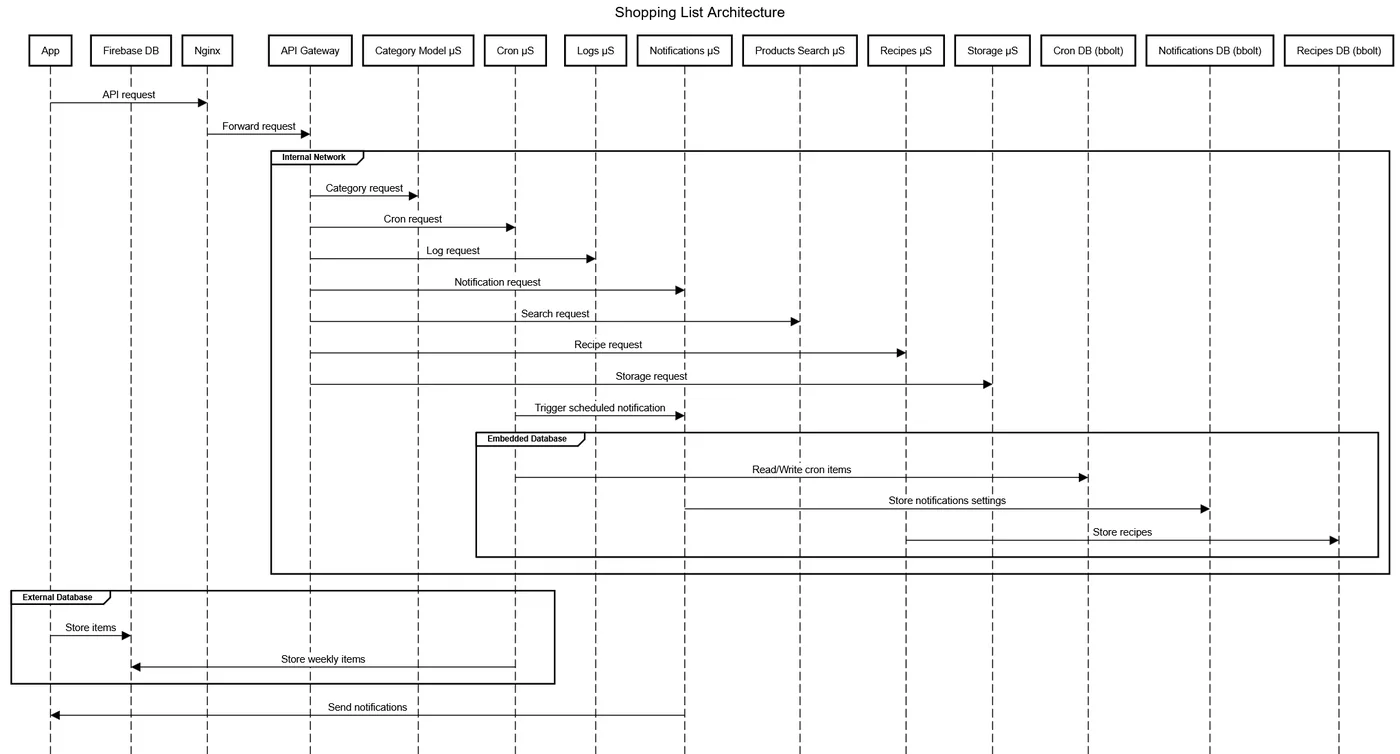 Shopping List Architecture
App
Firebase DB
Nginx
API Gateway
Category Model µS
Cron µS
Logs µS
Notifications µS
Products Search µS
Recipes µS
Storage µS
Cron DB (bbolt)
Notifications DB (bbolt)
Recipes DB (bbolt)
API request
Forward request
Internal Network
Category request
Cron request
Log request
Notification request
Search request
Recipe request
Storage request
Trigger scheduled notification
Embedded Database
Read/Write cron items
Store notifications settings
Store recipes
External Database
Store items
Store weekly items
Send notifications